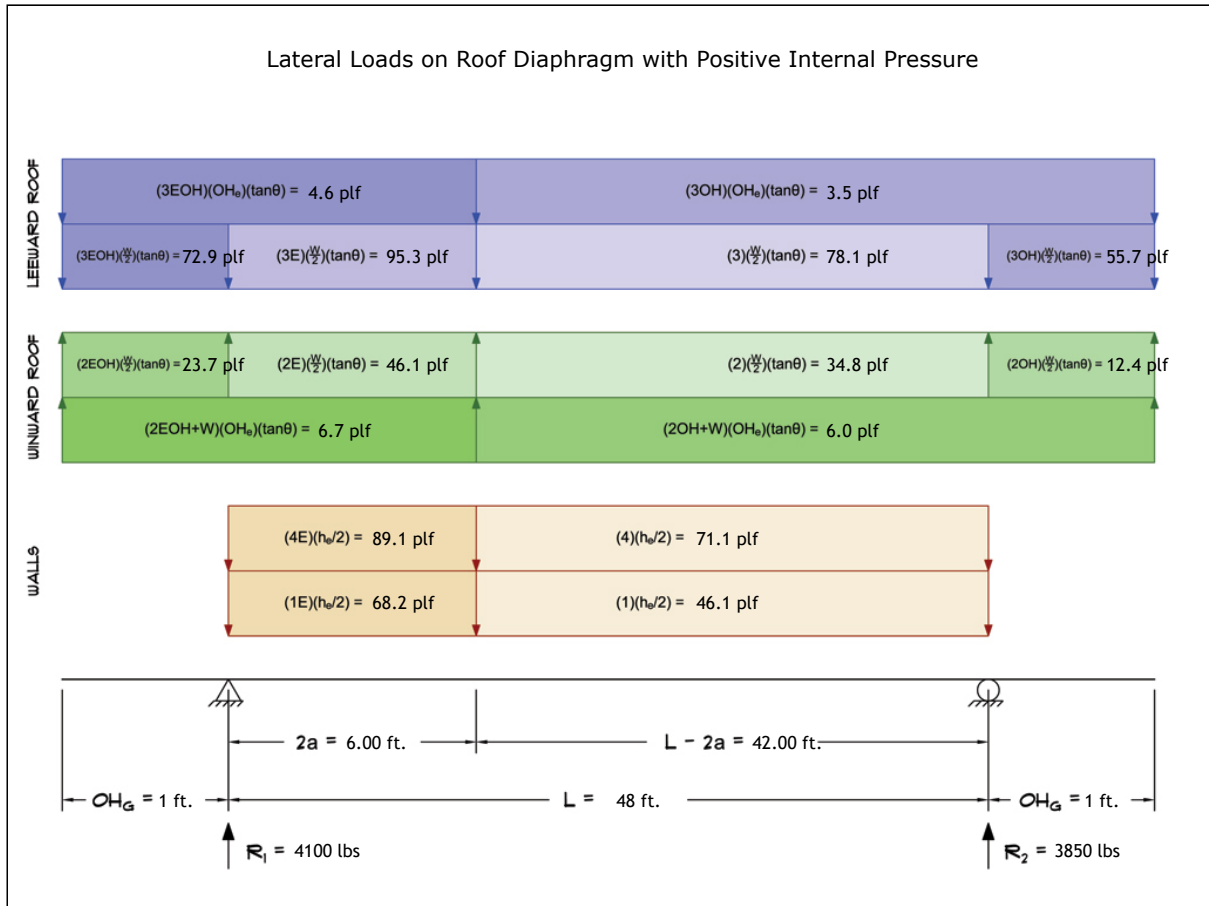 Lateral Loads on Roof Diaphragm with Positive Internal Pressure
LEEWARD ROOF
(3EOH)(OHₑ)(tanθ) = 4.6 plf
(3OH)(OHₑ)(tanθ) = 3.5 plf
(3EOH)(W/2)(tanθ) = 72.9 plf
(3E)(W/2)(tanθ) = 95.3 plf
(3)(W/2)(tanθ) = 78.1 plf
(3OH)(W/2)(tanθ) = 55.7 plf
WINWARD ROOF
(2EOH)(W/2)(tanθ) = 23.7 plf
(2E)(W/2)(tanθ) = 46.1 plf
(2)(W/2)(tanθ) = 34.8 plf
(2OH)(W/2)(tanθ) = 12.4 plf
(2EOH+W)(OHₑ)(tanθ) = 6.7 plf
(2OH+W)(OHₑ)(tanθ) = 6.0 plf
WALLS
(4E)(hₑ/2) = 89.1 plf
(4)(hₑ/2) = 71.1 plf
(1E)(hₑ/2) = 68.2 plf
(1)(hₑ/2) = 46.1 plf
2a = 6.00 ft.
L - 2a = 42.00 ft.
OH_G = 1 ft.
L = 48 ft.
OH_G = 1 ft.
R₁ = 4100 lbs
R₂ = 3850 lbs